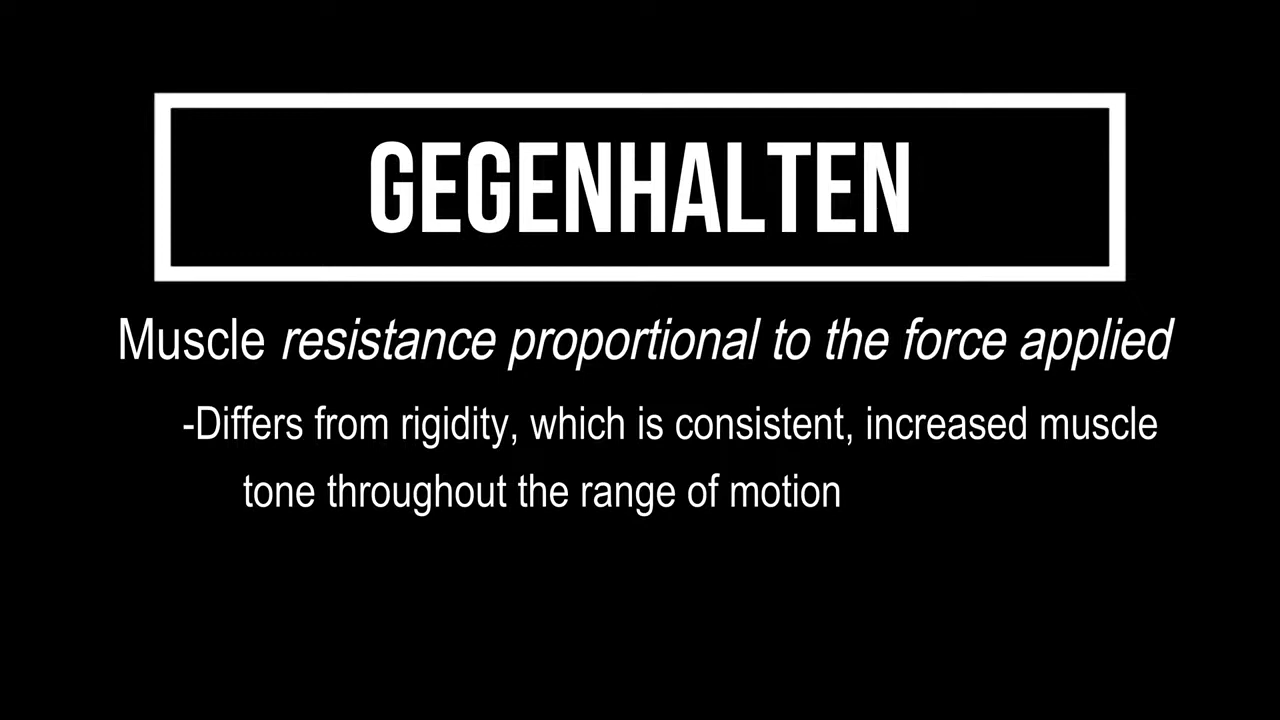 GEGENHALTEN
Muscle resistance proportional to the force applied
-Differs from rigidity, which is consistent, increased muscle
tone throughout the range of motion